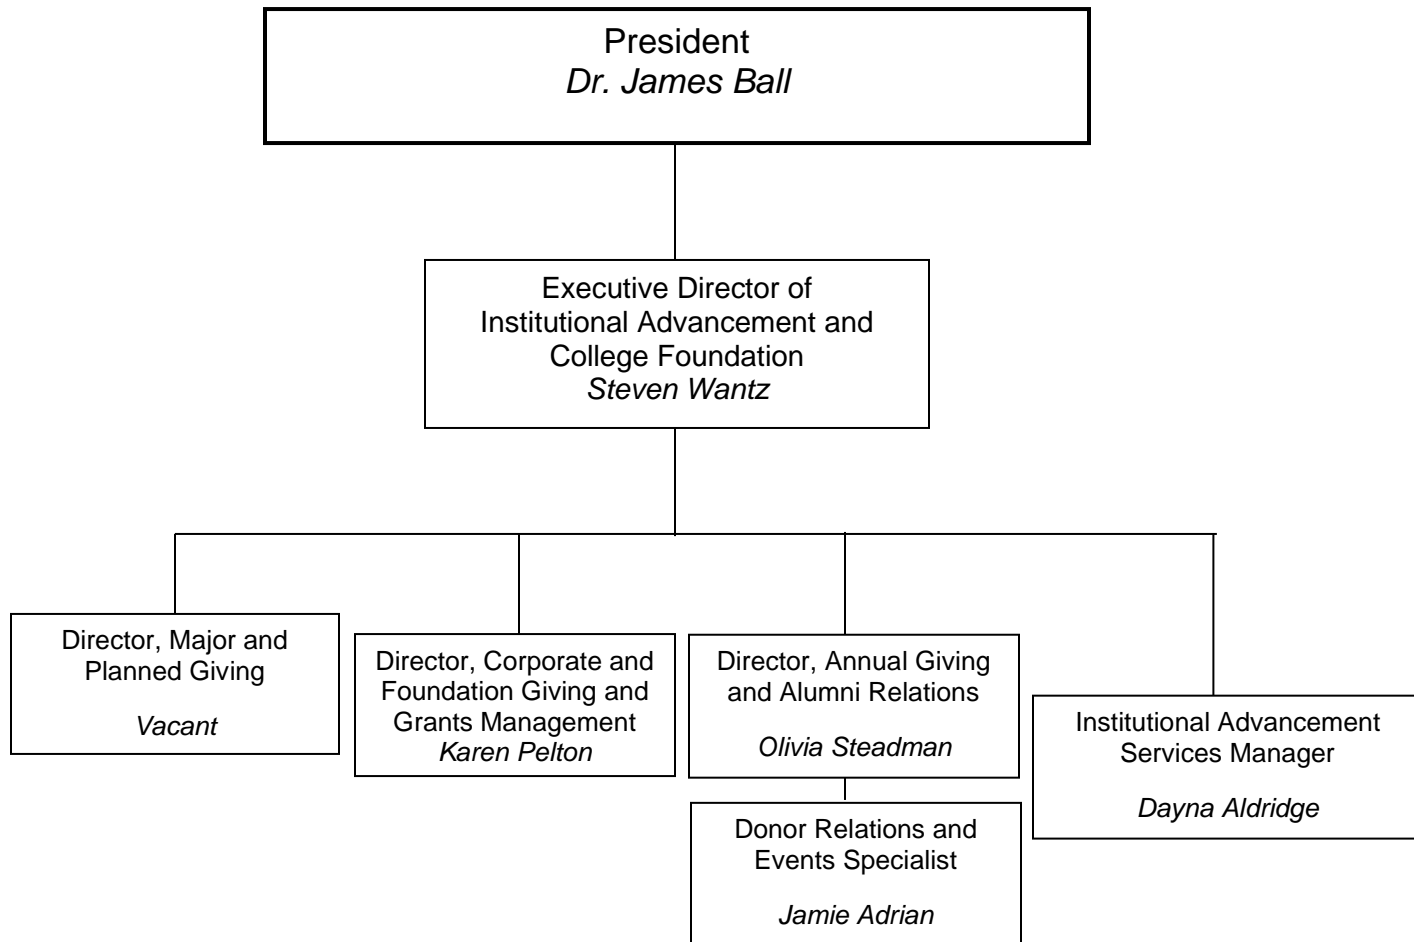 President
Dr. James Ball
Executive Director of
Institutional Advancement and
College Foundation
Steven Wantz
Director, Major and
Planned Giving
Vacant
Director, Corporate and
Foundation Giving and
Grants Management
Karen Pelton
Director, Annual Giving
and Alumni Relations
Olivia Steadman
Donor Relations and
Events Specialist
Jamie Adrian
Institutional Advancement
Services Manager
Dayna Aldridge